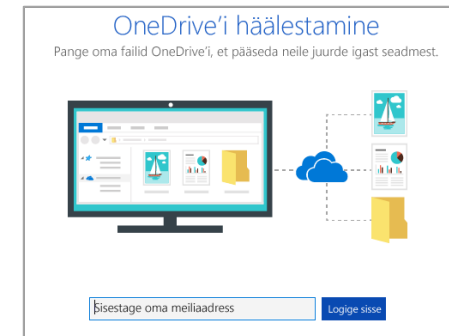 OneDrive’i häälestamine
Pange oma failid OneDrive’i, et pääseda neile juurde igast seadmest.
Sisestage oma meiliaadress
Logige sisse